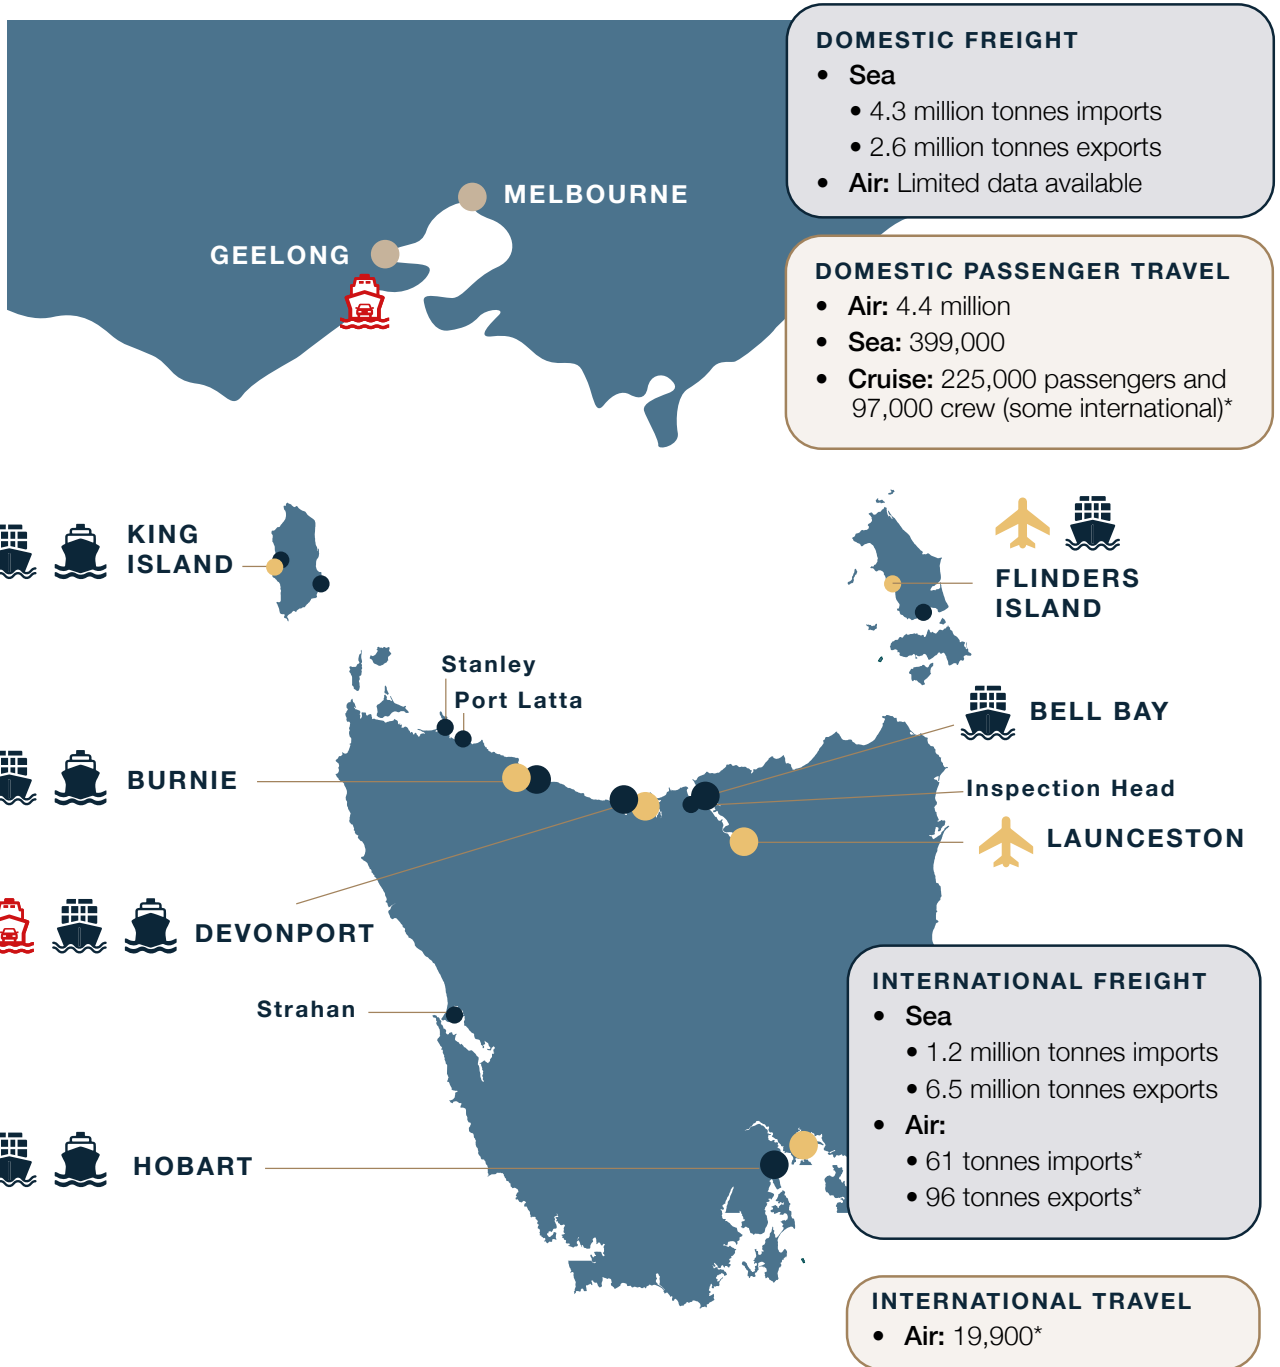 DOMESTIC FREIGHT
• Sea
• 4.3 million tonnes imports
• 2.6 million tonnes exports
• Air: Limited data available
MELBOURNE
GEELONG
DOMESTIC PASSENGER TRAVEL
• Air: 4.4 million
• Sea: 399,000
• Cruise: 225,000 passengers and
97,000 crew (some international)*
KING
ISLAND
FLINDERS
ISLAND
Stanley
Port Latta
BELL BAY
BURNIE
Inspection Head
LAUNCESTON
DEVONPORT
Strahan
INTERNATIONAL FREIGHT
• Sea
• 1.2 million tonnes imports
• 6.5 million tonnes exports
• Air:
• 61 tonnes imports*
• 96 tonnes exports*
HOBART
INTERNATIONAL TRAVEL
• Air: 19,900*